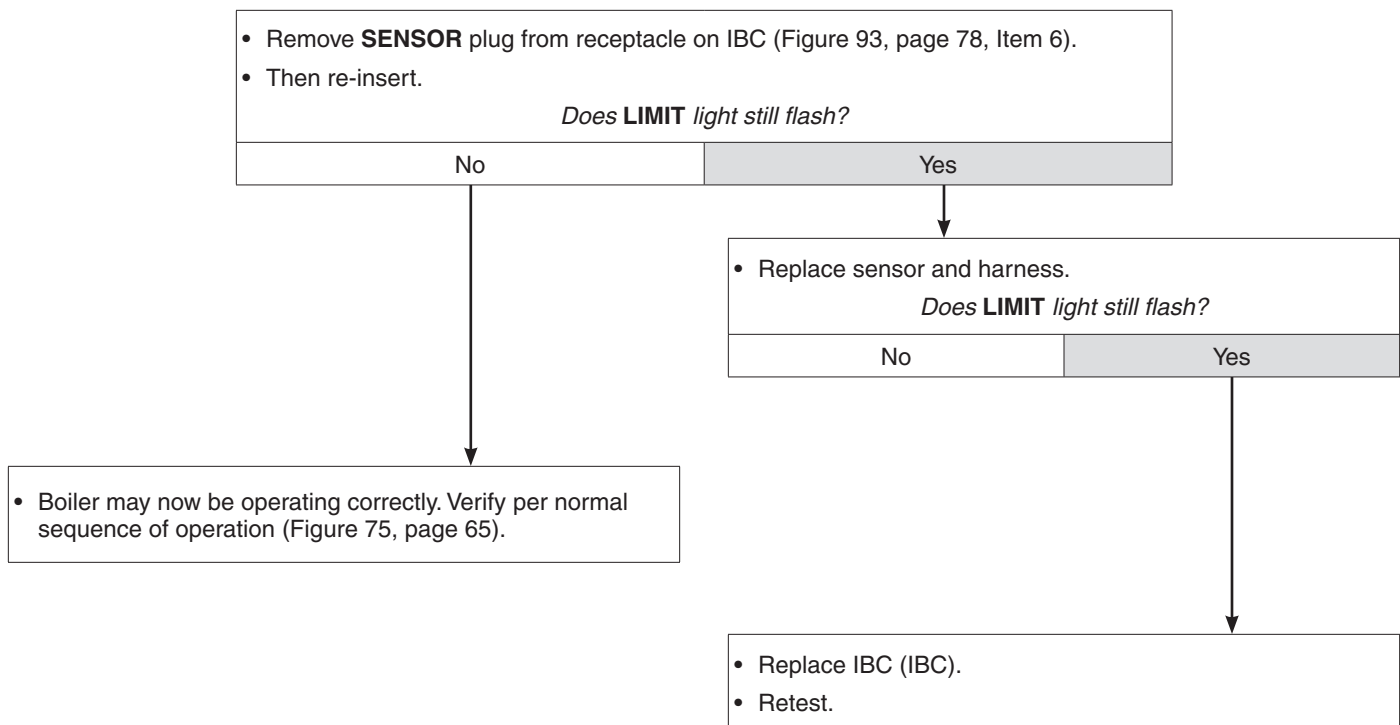 • Remove SENSOR plug from receptacle on IBC (Figure 93, page 78, Item 6).
• Then re-insert.
Does LIMIT light still flash?
No
Yes
• Replace sensor and harness.
Does LIMIT light still flash?
No
Yes
• Boiler may now be operating correctly. Verify per normal
sequence of operation (Figure 75, page 65).
• Replace IBC (IBC).
• Retest.